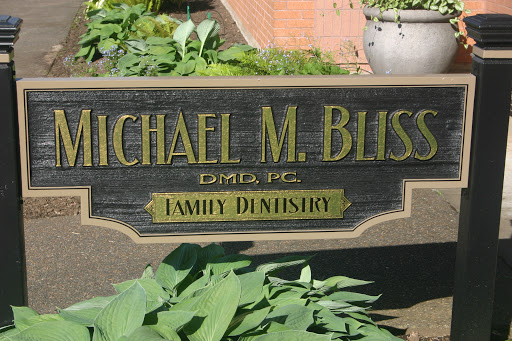 MICHAEL M. BLISS
DMD, PC.
FAMILY DENTISTRY